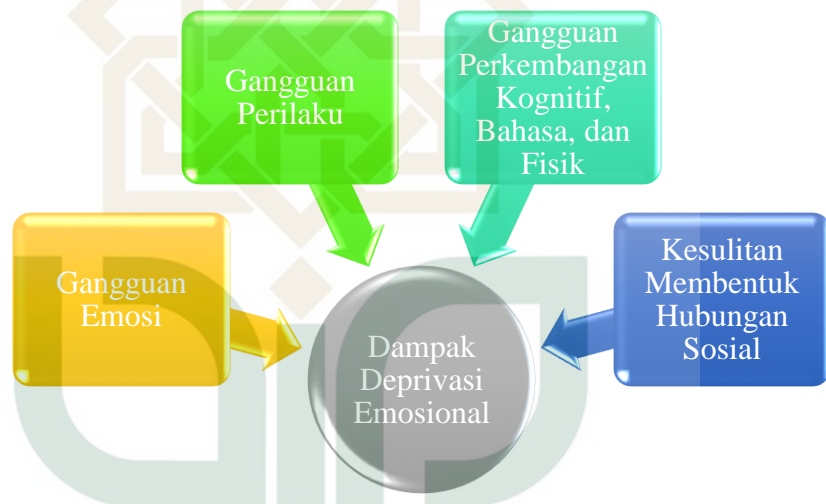 Gangguan
Perilaku
Gangguan
Perkembangan
Kognitif,
Bahasa, dan
Fisik
Gangguan
Emosi
Kesulitan
Membentuk
Hubungan
Sosial
Dampak
Deprivasi
Emosional